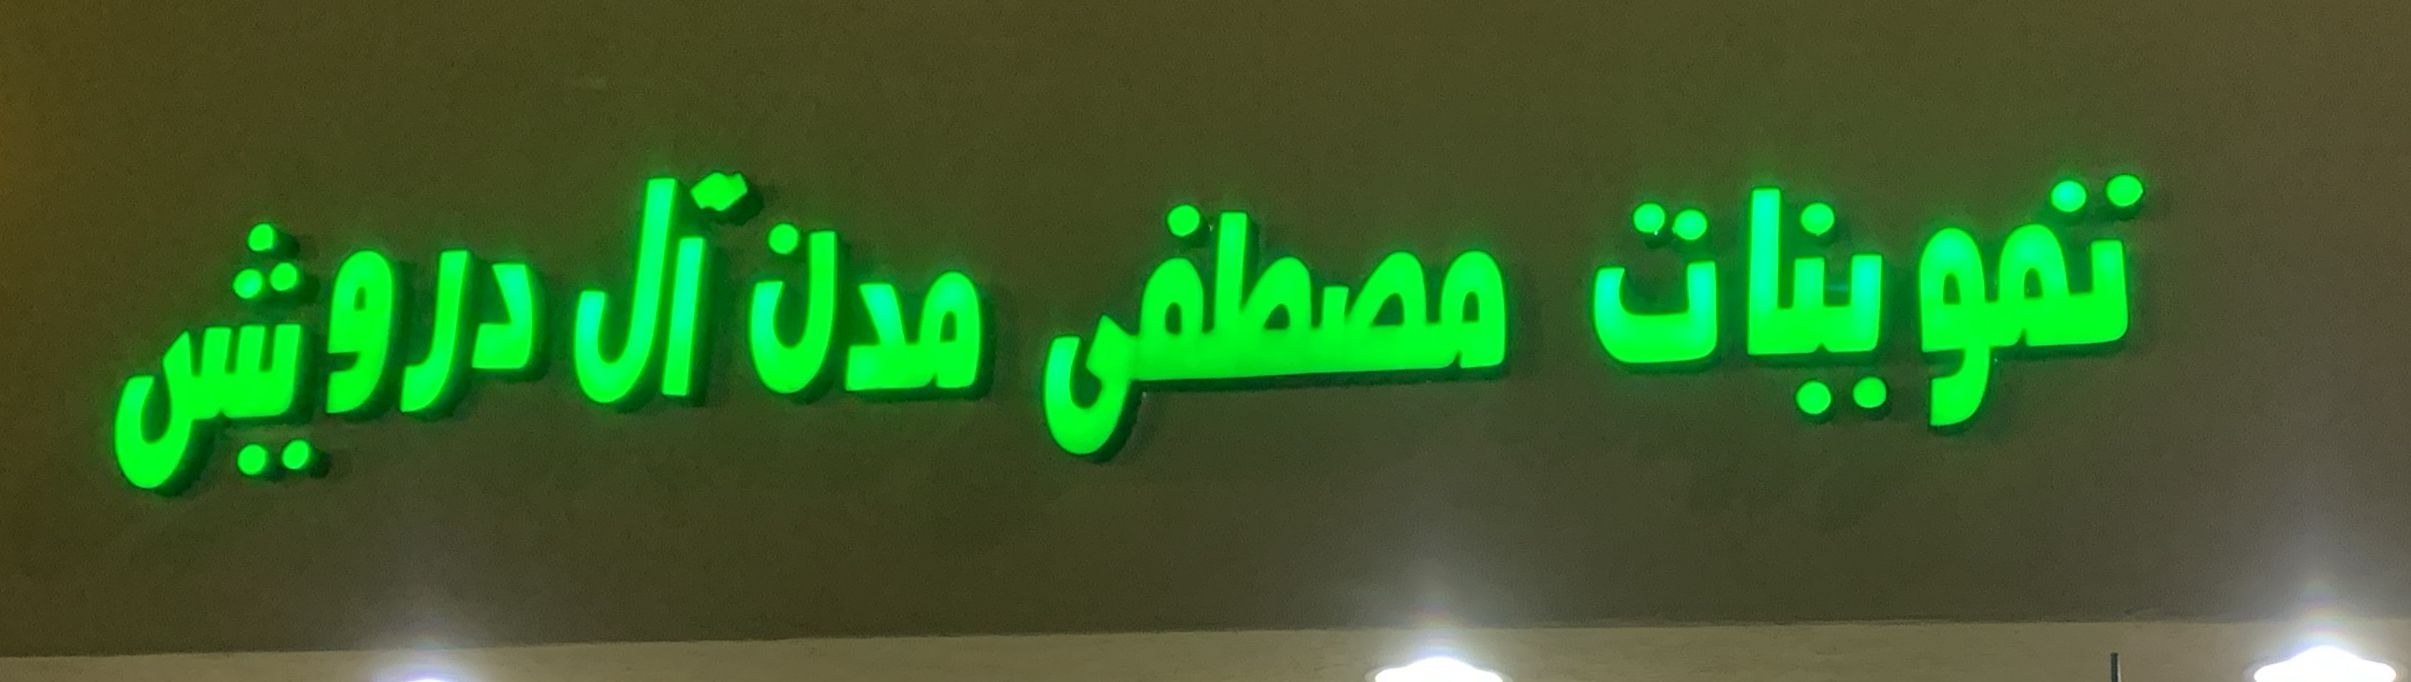 تموينات مصطفى مدن آل درويش